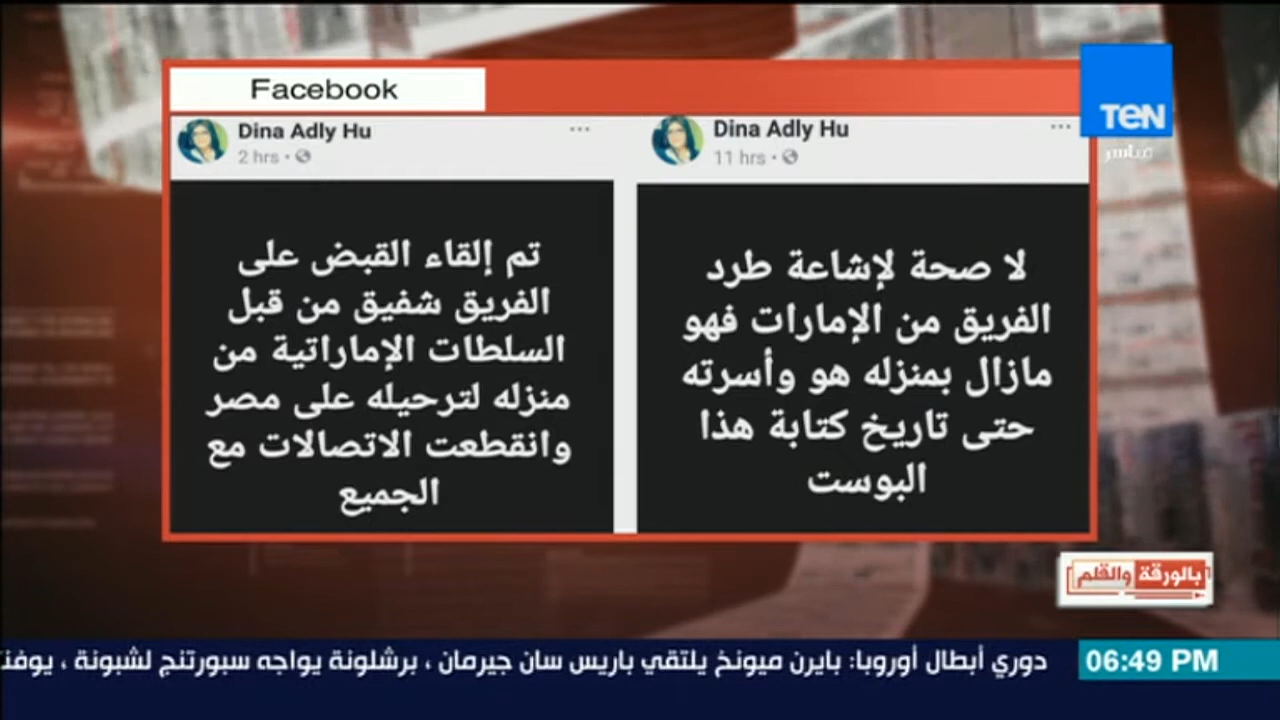 Facebook
TEN
مباشر
Dina Adly Hu
11 hrs
لا صحة لإشاعة طرد
الفريق من الإمارات فهو
مازال بمنزله هو وأسرته
حتى تاريخ كتابة هذا
البوست
Dina Adly Hu
2 hrs
تم إلقاء القبض على
الفريق شفيق من قبل
السلطات الإماراتية من
منزله لترحيله على مصر
وانقطعت الاتصالات مع
الجميع
بالورقة والقلم
06:49 PM
دوري أبطال أوروبا: بايرن ميونخ يلتقي باريس سان جيرمان ، برشلونة يواجه سبورتنج لشبونة ،